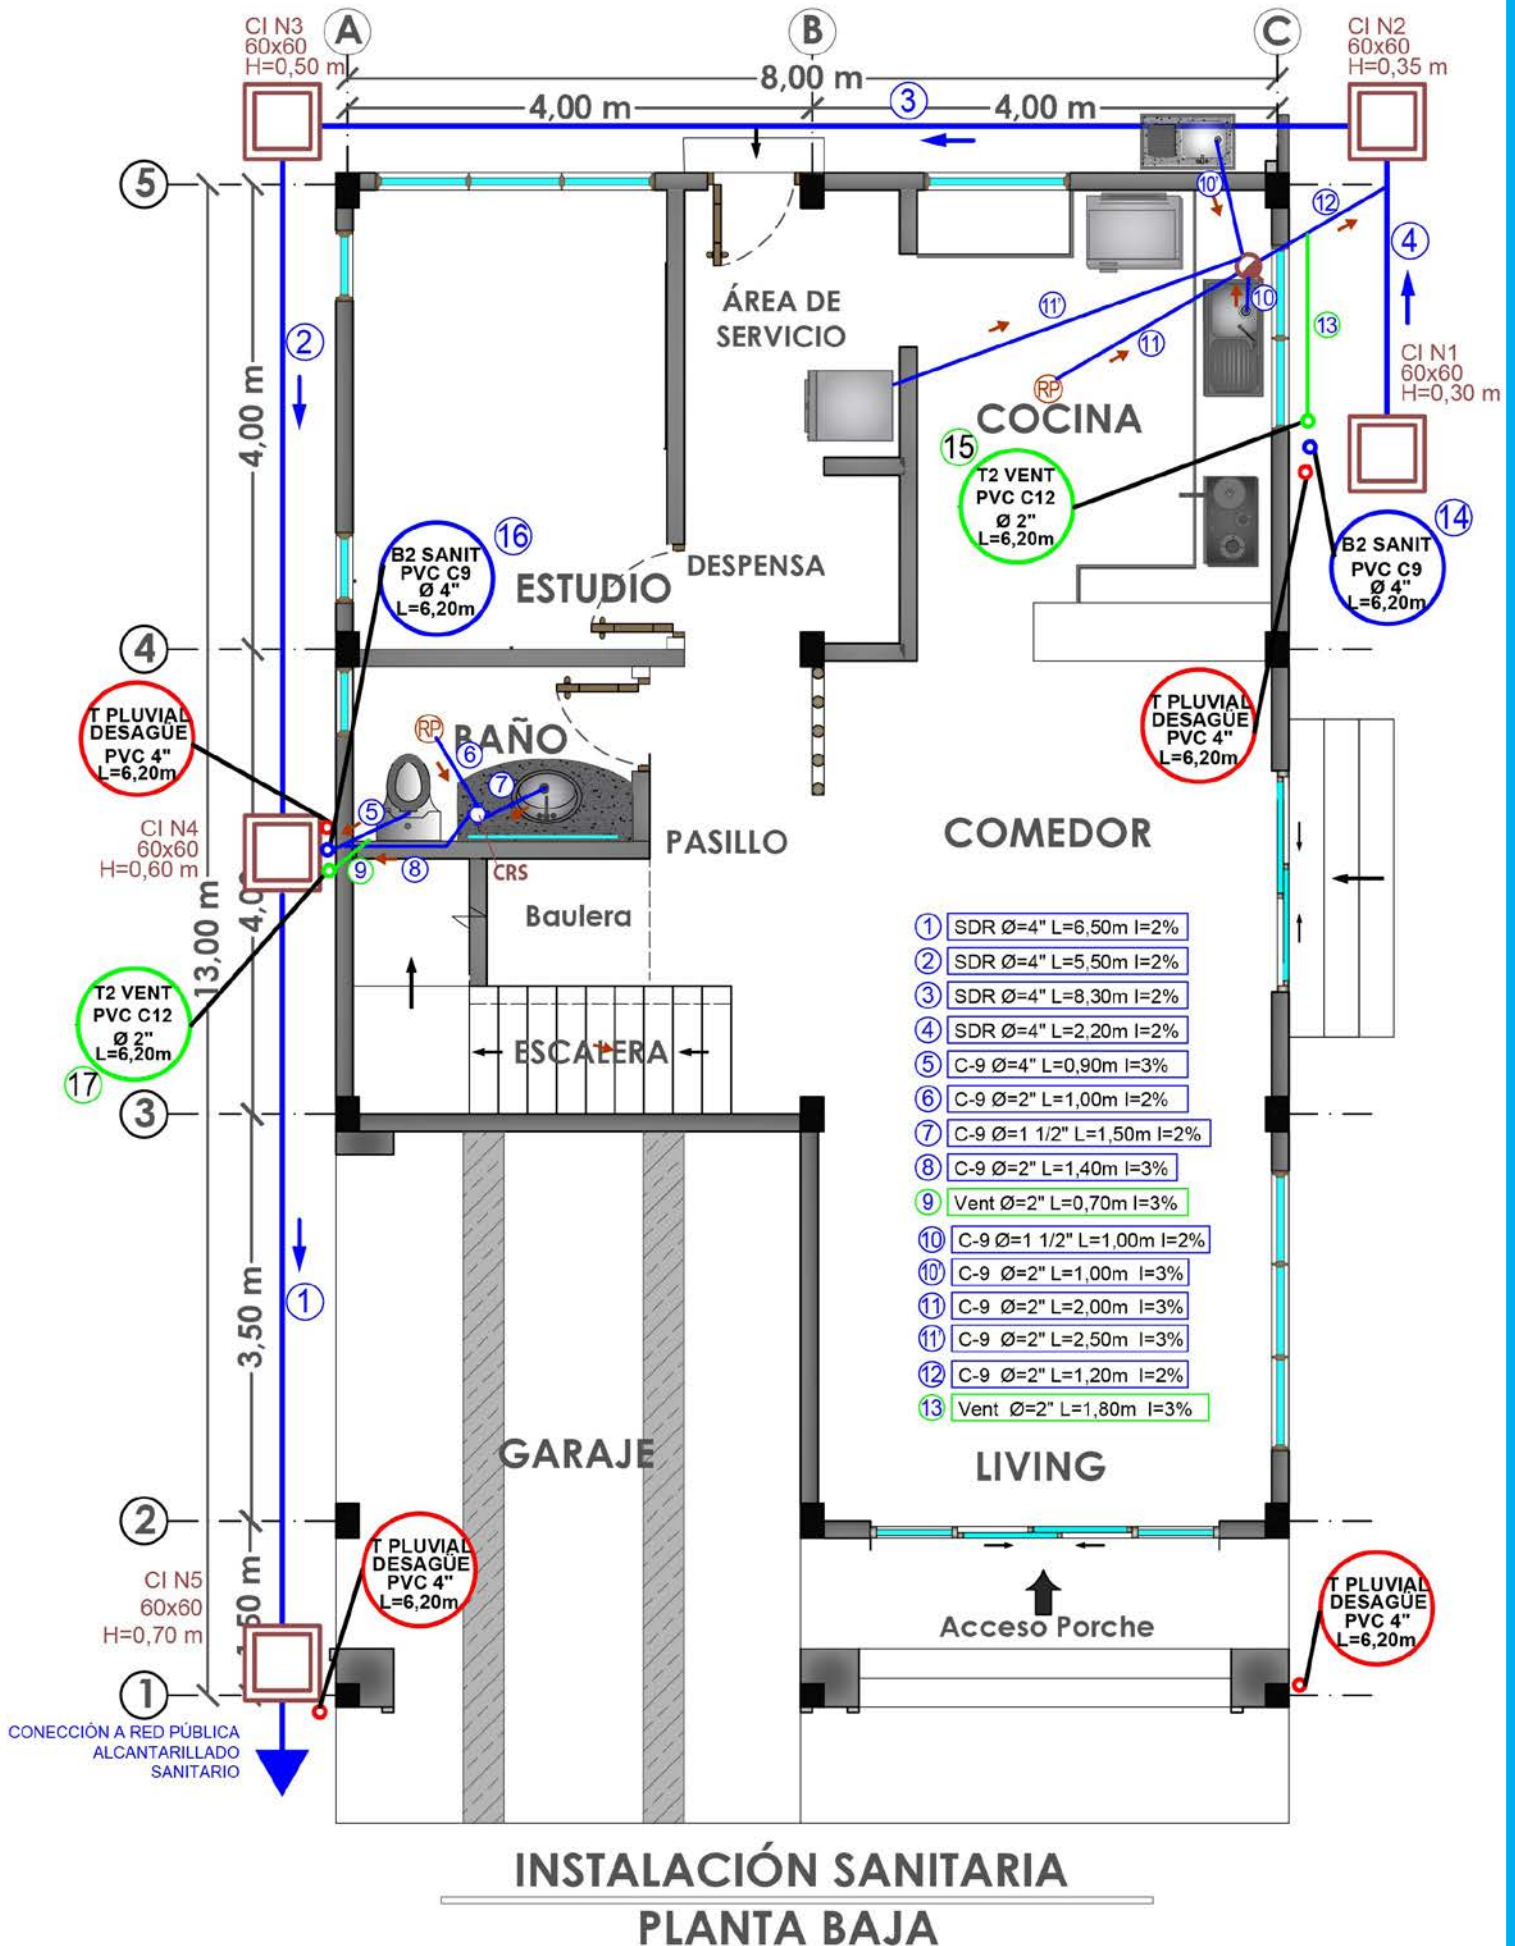 CI N3
60x60
H=0,50 m
A
B
C
CI N2
60x60
H=0,35 m
8,00 m
4,00 m
3
4,00 m
5
10'
12
4
ÁREA DE
SERVICIO
11'
10
13
11
2
CI N1
60x60
H=0,30 m
RP
COCINA
4,00 m
15
T2 VENT
PVC C12
Ø 2"
L=6,20m
14
B2 SANIT
PVC C9
Ø 4"
L=6,20m
16
B2 SANIT
PVC C9
Ø 4"
L=6,20m
ESTUDIO
DESPENSA
4
T PLUVIAL
DESAGÜE
PVC 4"
L=6,20m
RP
BAÑO
6
7
5
T PLUVIAL
DESAGÜE
PVC 4"
L=6,20m
CI N4
60x60
H=0,60 m
PASILLO
COMEDOR
9
8
CRS
13,00 m
4,0
Baulera
T2 VENT
PVC C12
Ø 2"
L=6,20m
17
ESCALERA
3
1 SDR Ø=4" L=6,50m I=2%
2 SDR Ø=4" L=5,50m I=2%
3 SDR Ø=4" L=8,30m I=2%
4 SDR Ø=4" L=2,20m I=2%
5 C-9 Ø=4" L=0,90m I=3%
6 C-9 Ø=2" L=1,00m I=2%
7 C-9 Ø=1 1/2" L=1,50m I=2%
8 C-9 Ø=2" L=1,40m I=3%
9 Vent Ø=2" L=0,70m I=3%
10 C-9 Ø=1 1/2" L=1,00m I=2%
10' C-9 Ø=2" L=1,00m I=3%
11 C-9 Ø=2" L=2,00m I=3%
11' C-9 Ø=2" L=2,50m I=3%
12 C-9 Ø=2" L=1,20m I=2%
13 Vent Ø=2" L=1,80m I=3%
3,50 m
1
GARAJE
LIVING
2
T PLUVIAL
DESAGÜE
PVC 4"
L=6,20m
CI N5
60x60
H=0,70 m
50 m
Acceso Porche
T PLUVIAL
DESAGÜE
PVC 4"
L=6,20m
1
CONECCIÓN A RED PÚBLICA
ALCANTARILLADO
SANITARIO
INSTALACIÓN SANITARIA
PLANTA BAJA